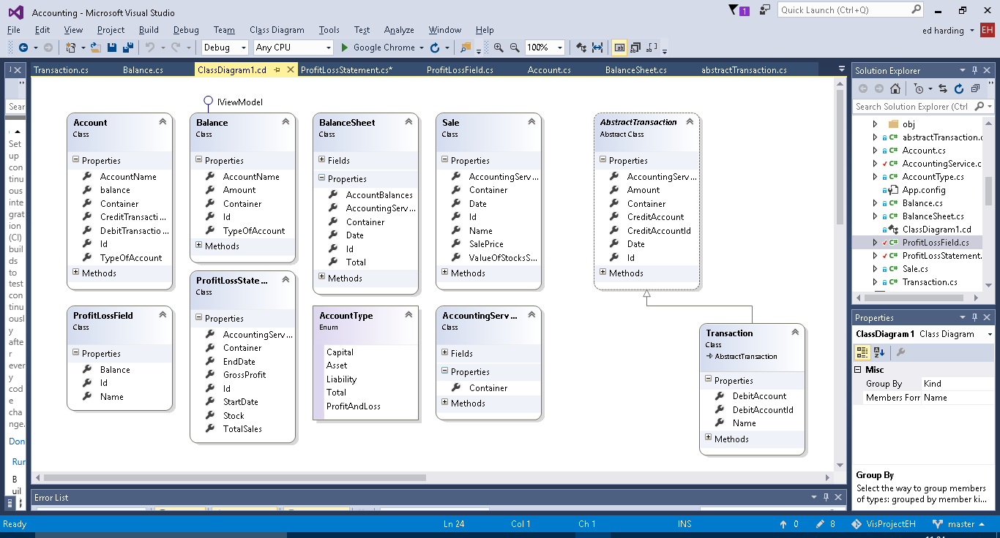 Accounting - Microsoft Visual Studio
1
Quick Launch (Ctrl+Q)
File Edit View Project Build Debug Team Class Diagram Tools Test Analyze Window Help
ed harding EH
Debug Any CPU Google Chrome 100%
Transaction.cs Balance.cs ClassDiagram1.cd ProfitLossStatement.cs* ProfitLossField.cs Account.cs BalanceSheet.cs abstractTransaction.cs
Sear
Set
up
con
tinu
ous
inte
grat
ion
(CI)
buil
ds
to
test
con
tinu
ousl
y
afte
r
ever
y
cod
e
cha
nge.
Don
Run
B
uil
IViewModel
Account
Class
Properties
AccountName
balance
Container
CreditTransacti...
DebitTransactio...
Id
TypeOfAccount
Methods
Balance
Class
Properties
AccountName
Amount
Container
Id
TypeOfAccount
Methods
BalanceSheet
Class
Fields
Properties
AccountBalances
AccountingServ...
Container
Date
Id
Total
Methods
Sale
Class
Properties
AccountingServ...
Container
Date
Id
Name
SalePrice
ValueOfStocksS...
Methods
AbstractTransaction
Abstract Class
Properties
AccountingServ...
Amount
Container
CreditAccount
CreditAccountId
Date
Id
Methods
ProfitLossField
Class
Properties
Balance
Id
Name
ProfitLossState...
Class
Properties
AccountingServ...
Container
EndDate
GrossProfit
Id
StartDate
Stock
TotalSales
AccountType
Enum
Capital
Asset
Liability
Total
ProfitAndLoss
AccountingServ...
Class
Fields
Properties
Container
Methods
Transaction
Class
AbstractTransaction
Properties
DebitAccount
DebitAccountId
Name
Methods
Solution Explorer
Search Solution Explorer (Ctrl
obj
abstractTransaction.c
C# Account.cs
C# AccountingService.c
C# AccountType.cs
App.config
C# Balance.cs
C# BalanceSheet.cs
ClassDiagram1.cd
C# ProfitLossField.cs
C# ProfitLossStatement.
C# Sale.cs
C# Transaction.cs
Properties
ClassDiagram1 Class Diagram
Misc
Group By Kind
Members Forr Name
Group By
Select the way to group members
of types: grouped by member ki...
Error List
Ready Ln 24 Col 1 Ch 1 INS 0 8 VisProjectEH master